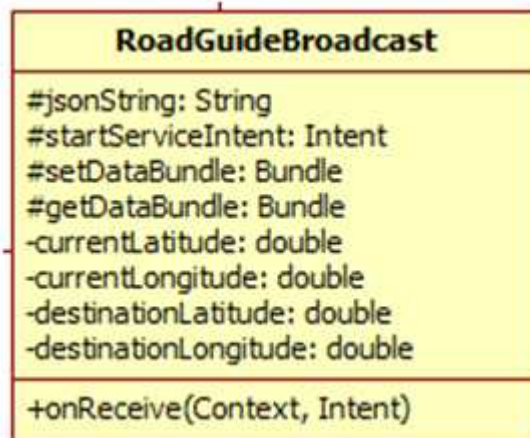 RoadGuideBroadcast
#jsonString: String
#startServiceIntent: Intent
#setDataBundle: Bundle
#getDataBundle: Bundle
-currentLatitude: double
-currentLongitude: double
-destinationLatitude: double
-destinationLongitude: double
+onReceive(Context, Intent)